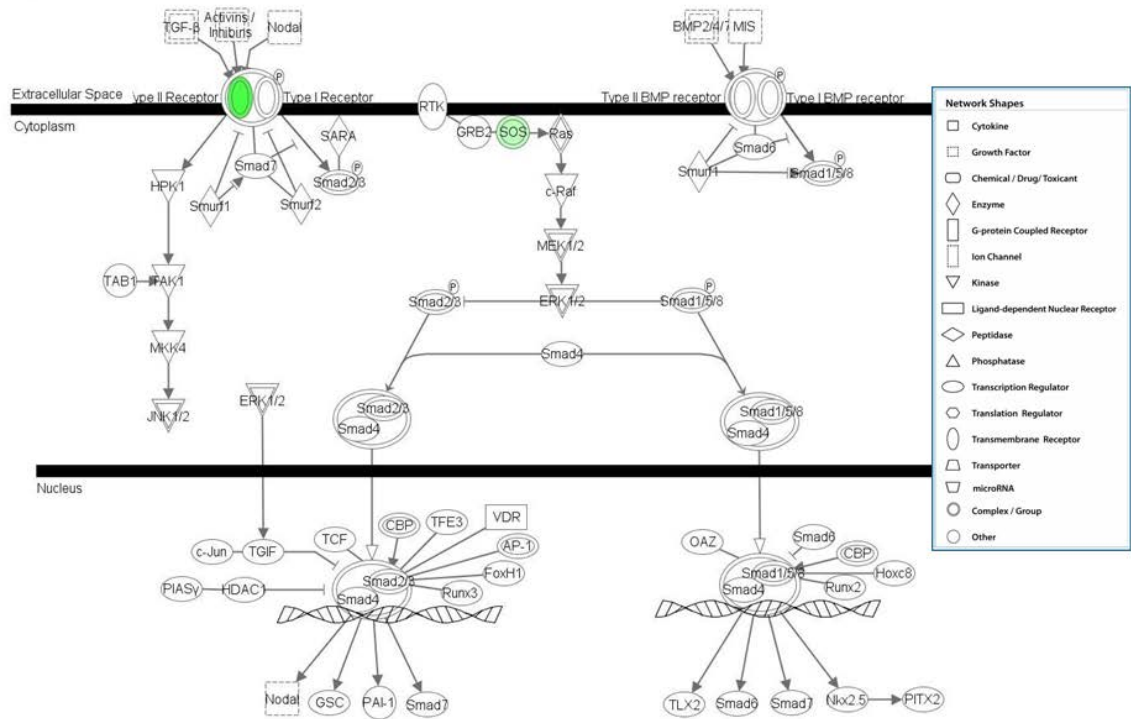 TGF-β
Activins /
Inhibins
Nodal
BMP2/4/7
MIS
P
P
Extracellular Space
ype II Receptor
Type I Receptor
Type II BMP receptor
Type I BMP receptor
Cytoplasm
RTK
GRB2
SOS
Ras
SARA
Smad7
Smad6
HPK1
P
Smad2/3
Smurf1
Smurf2
c-Raf
Smurf1
P
Smad1/5/8
MEK1/2
TAB1
TAK1
P
Smad2/3
ERK1/2
P
Smad1/5/8
MKK4
Smad4
JNK1/2
ERK1/2
Smad2/3
Smad4
Smad1/5/8
Smad4
Nucleus
c-Jun
TGIF
TCF
CBP
TFE3
VDR
AP-1
FoxH1
Runx3
PIASy
HDAC1
Smad2/3
Smad4
OAZ
Smad6
CBP
Hoxc8
Runx2
Smad1/5/8
Smad4
Nodal
GSC
PAI-1
Smad7
TLX2
Smad6
Smad7
Nkx2.5
PITX2
Network Shapes
Cytokine
Growth Factor
Chemical / Drug/ Toxicant
Enzyme
G-protein Coupled Receptor
Ion Channel
Kinase
Ligand-dependent Nuclear Receptor
Peptidase
Phosphatase
Transcription Regulator
Translation Regulator
Transmembrane Receptor
Transporter
microRNA
Complex / Group
Other